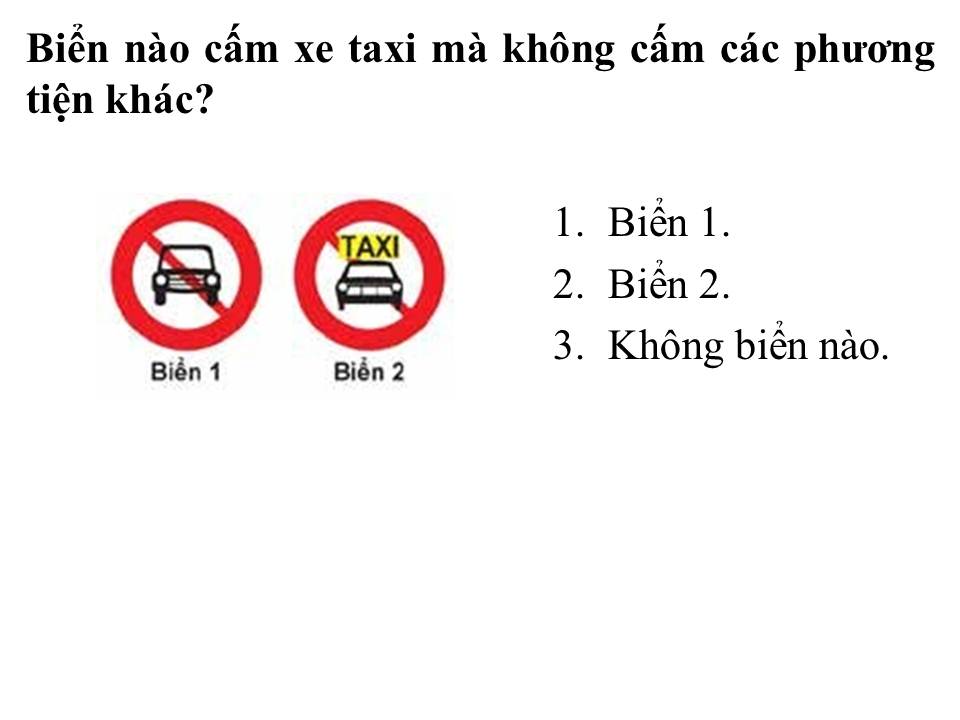 Biển nào cấm xe taxi mà không cấm các phương
tiện khác?
TAXI
Biển 1
Biển 2
1. Biển 1.
2. Biển 2.
3. Không biển nào.